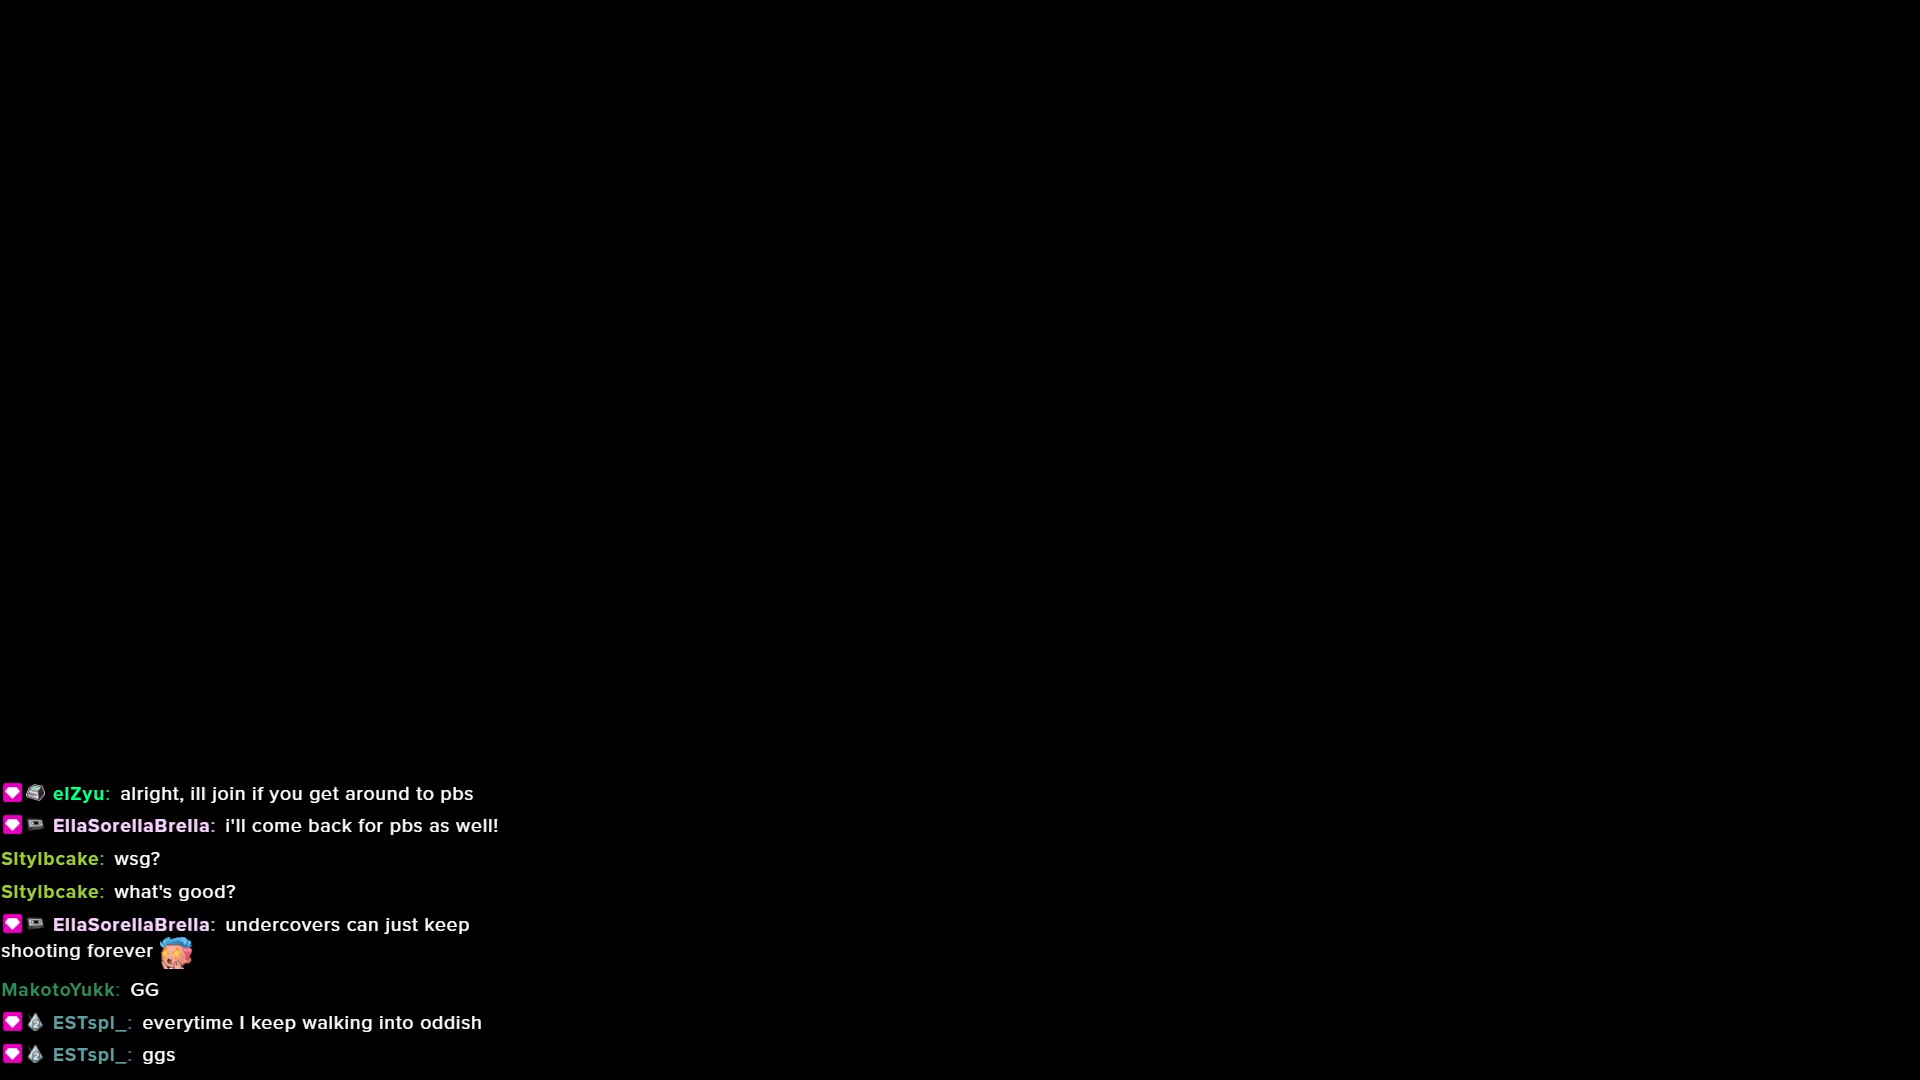 elZyu: alright, ill join if you get around to pbs
EllaSorellaBrella: i'll come back for pbs as well!
Sltylbcake: wsg?
Sltylbcake: what's good?
EllaSorellaBrella: undercovers can just keep
shooting forever
MakotoYukk: GG
ESTspl_: everytime I keep walking into oddish
ESTspl_: ggs